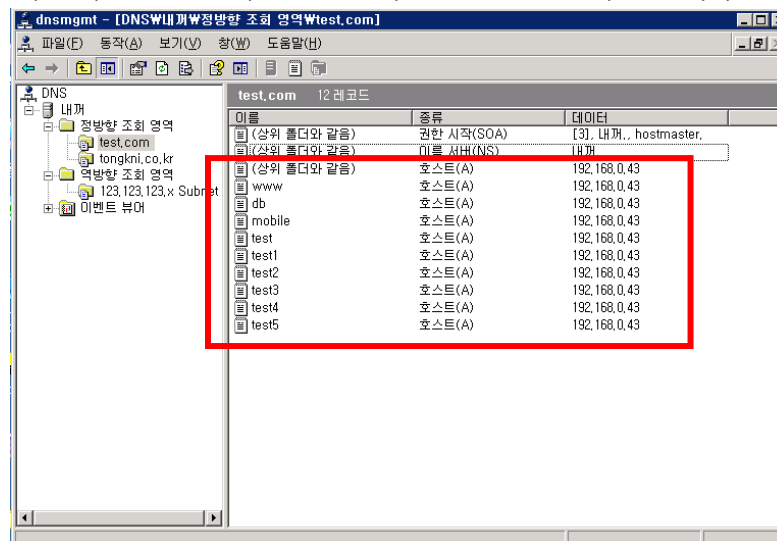 dnsmgmt - [DNS₩내꺼₩정방향 조회 영역₩test.com]
파일(F) 동작(A) 보기(V) 창(W) 도움말(H)
DNS
내꺼
정방향 조회 영역
test.com
tongkni.co.kr
역방향 조회 영역
123.123.123.x Subnet
이벤트 뷰어
test.com 12 레코드
이름 종류 데이터
(상위 폴더와 같음) 권한 시작(SOA) [3], 내꺼., hostmaster.
(상위 폴더와 같음) 이름 서버(NS) 내꺼
(상위 폴더와 같음) 호스트(A) 192.168.0.43
www 호스트(A) 192.168.0.43
db 호스트(A) 192.168.0.43
mobile 호스트(A) 192.168.0.43
test 호스트(A) 192.168.0.43
test1 호스트(A) 192.168.0.43
test2 호스트(A) 192.168.0.43
test3 호스트(A) 192.168.0.43
test4 호스트(A) 192.168.0.43
test5 호스트(A) 192.168.0.43